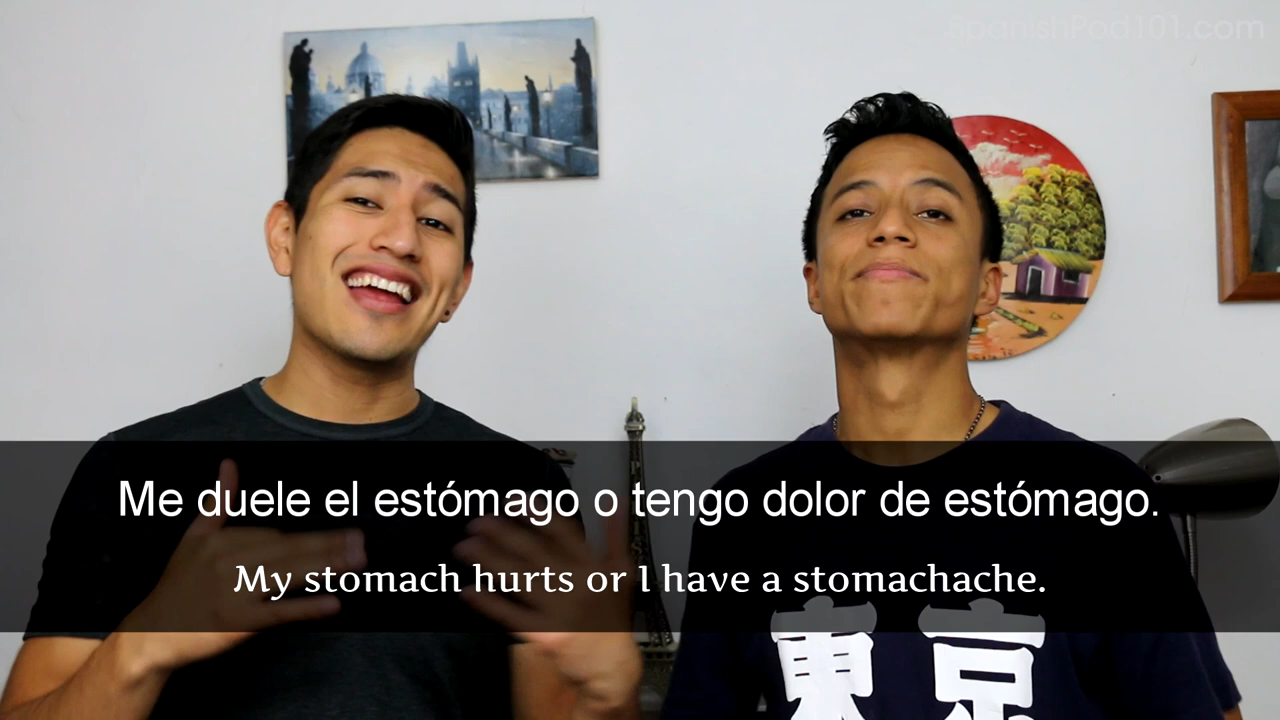 SpanishPod101.com
Me duele el estómago o tengo dolor de estómago.
My stomach hurts or I have a stomachache.
東京